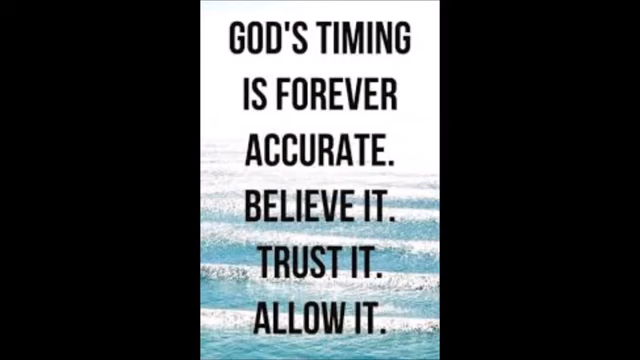 GOD'S TIMING
IS FOREVER
ACCURATE.
BELIEVE IT.
TRUST IT.
ALLOW IT.